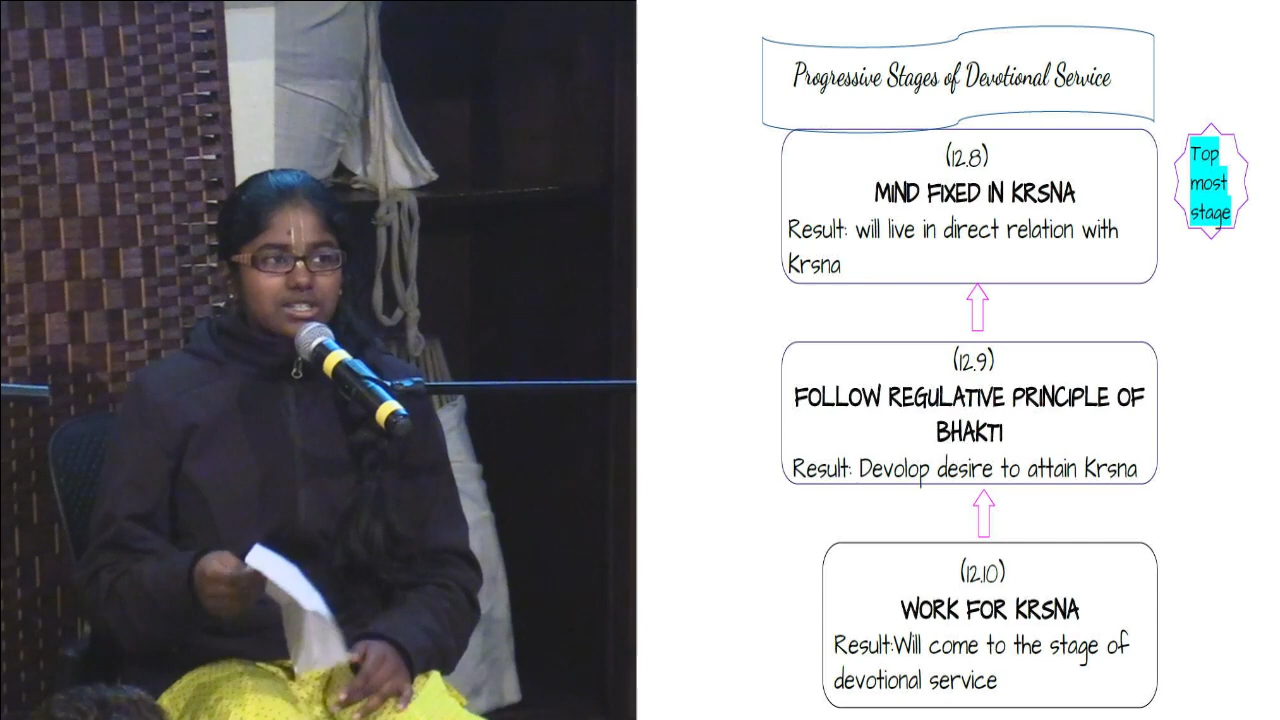 Progressive Stages of Devotional Service
(12.8)
MIND FIXED IN KRSNA
Result: will live in direct relation with
Krsna
Top
most
stage
(12.9)
FOLLOW REGULATIVE PRINCIPLE OF
BHAKTI
Result: Devolop desire to attain Krsna
(12.10)
WORK FOR KRSNA
Result:Will come to the stage of
devotional service